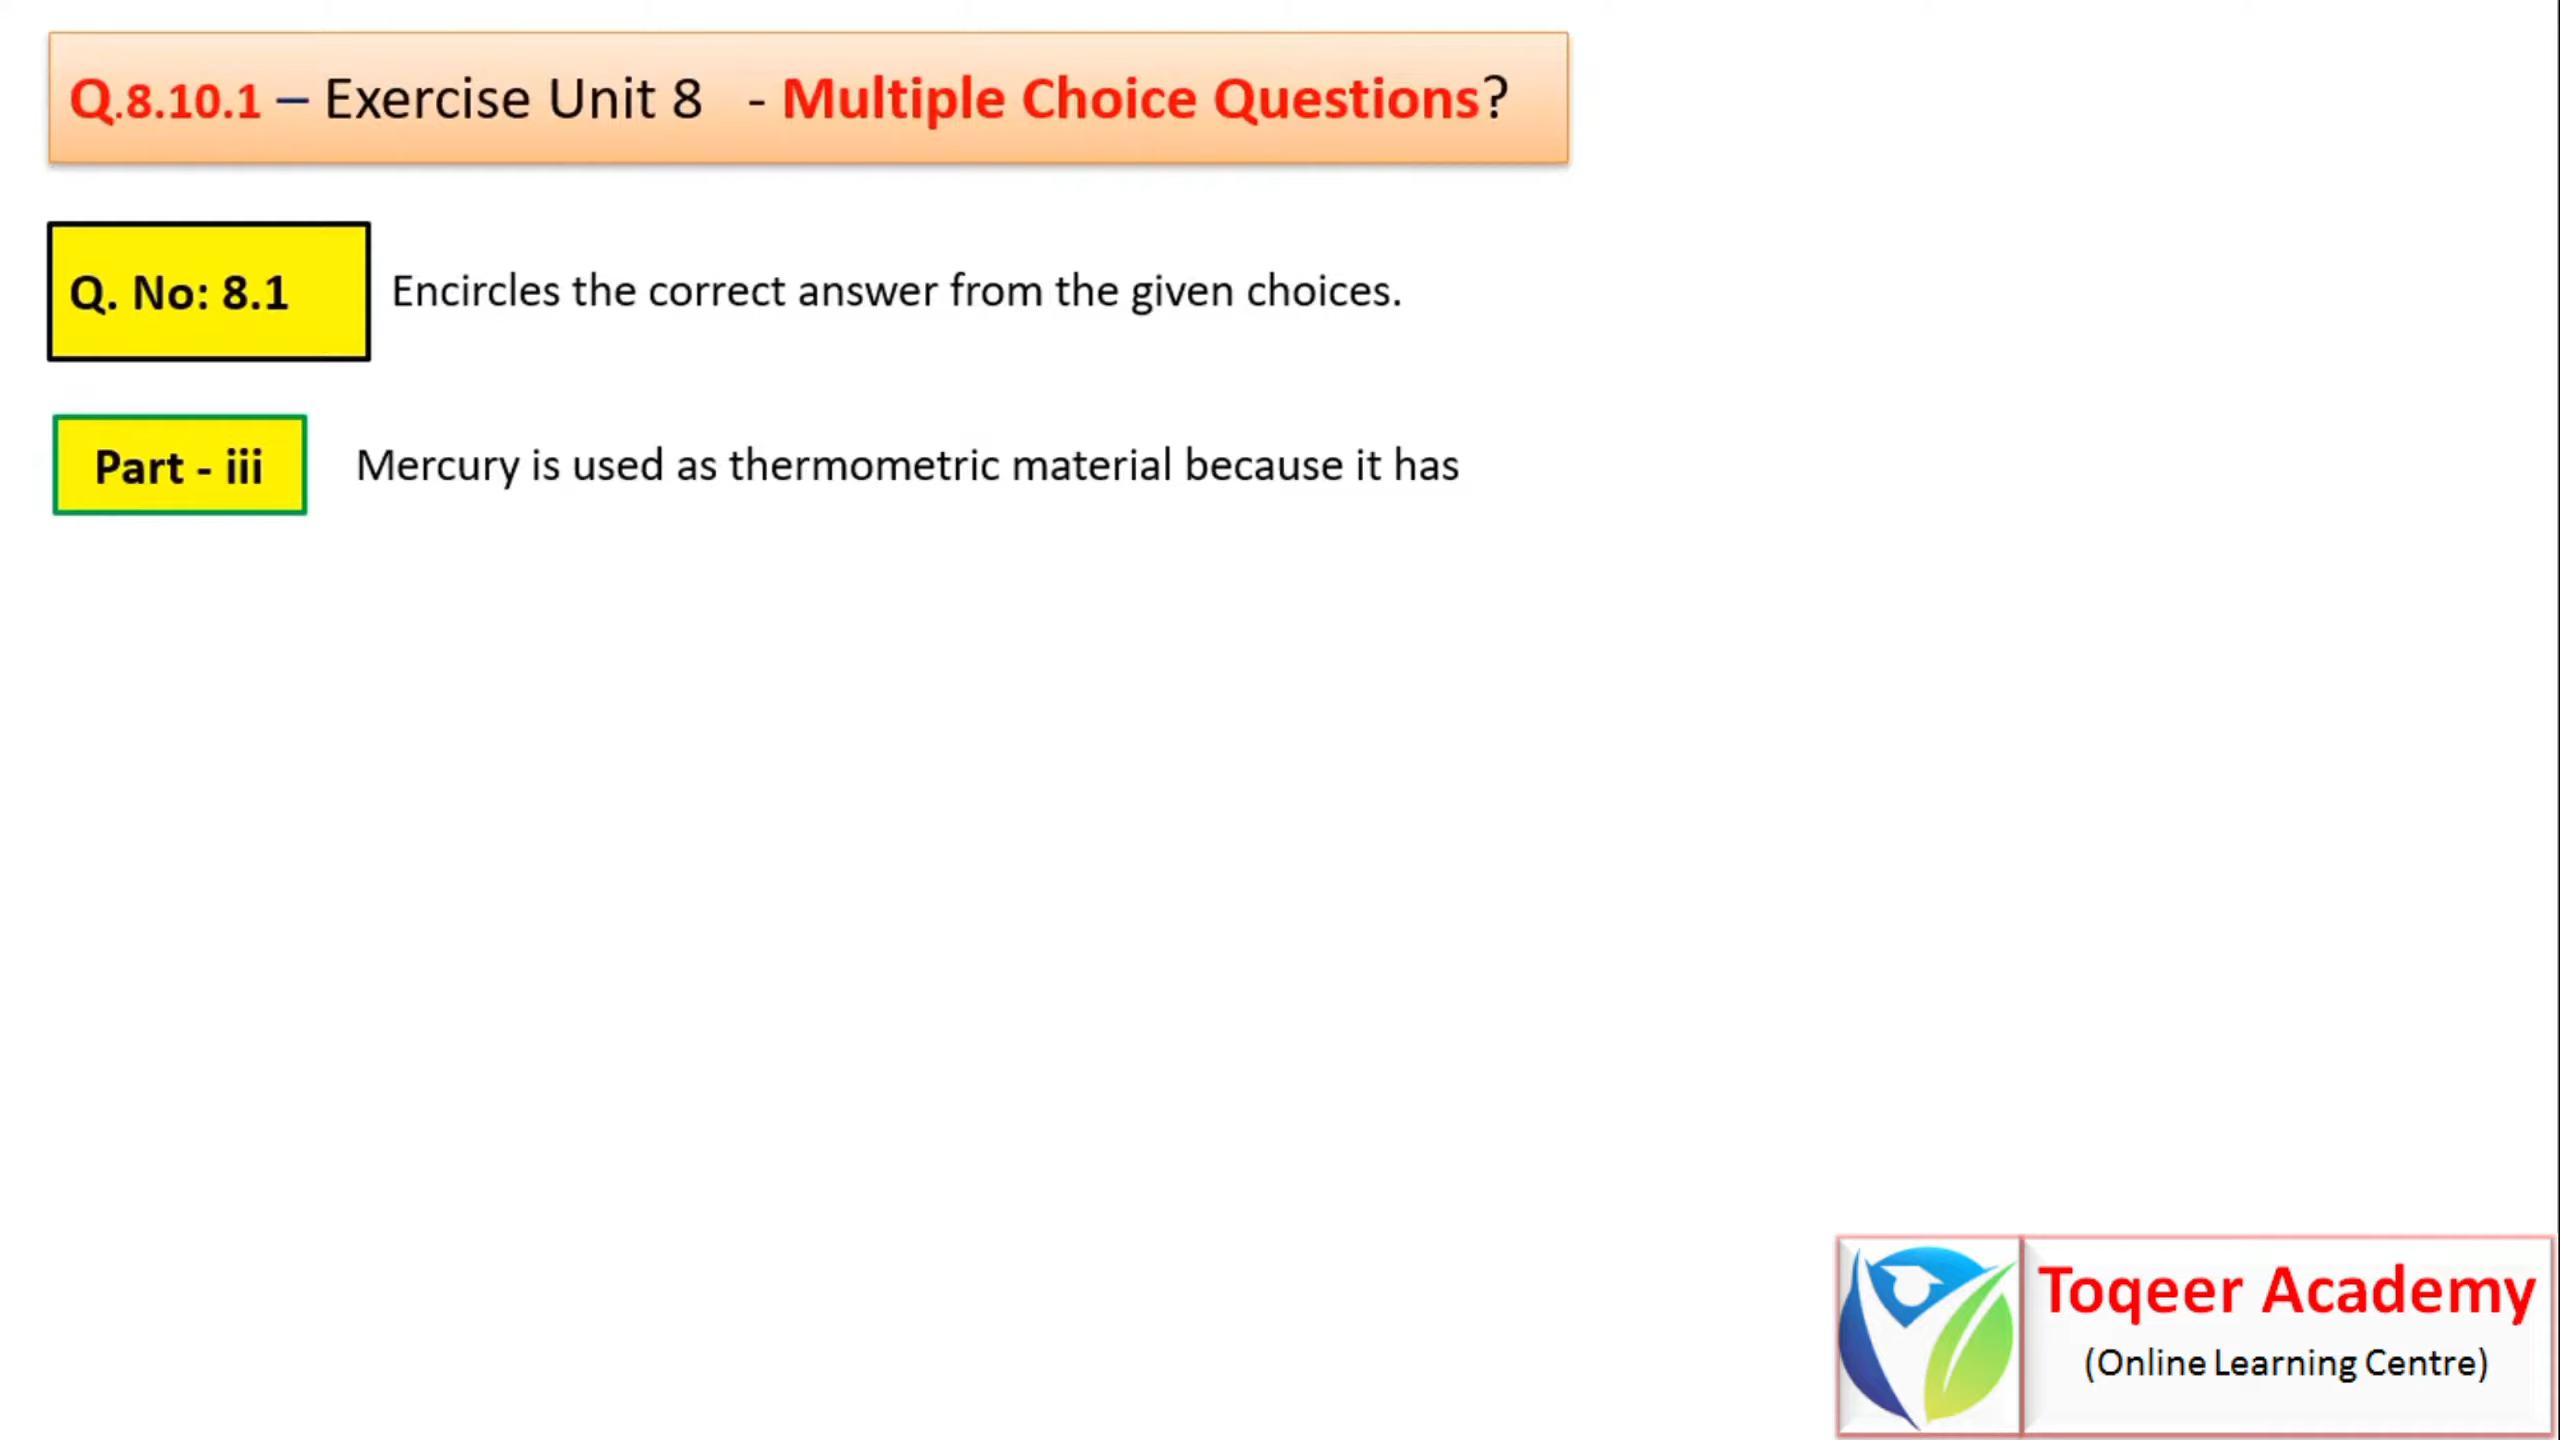 Q.8.10.1 – Exercise Unit 8 - Multiple Choice Questions?
Q. No: 8.1 Encircles the correct answer from the given choices.
Part - iii Mercury is used as thermometric material because it has
Toqeer Academy
(Online Learning Centre)